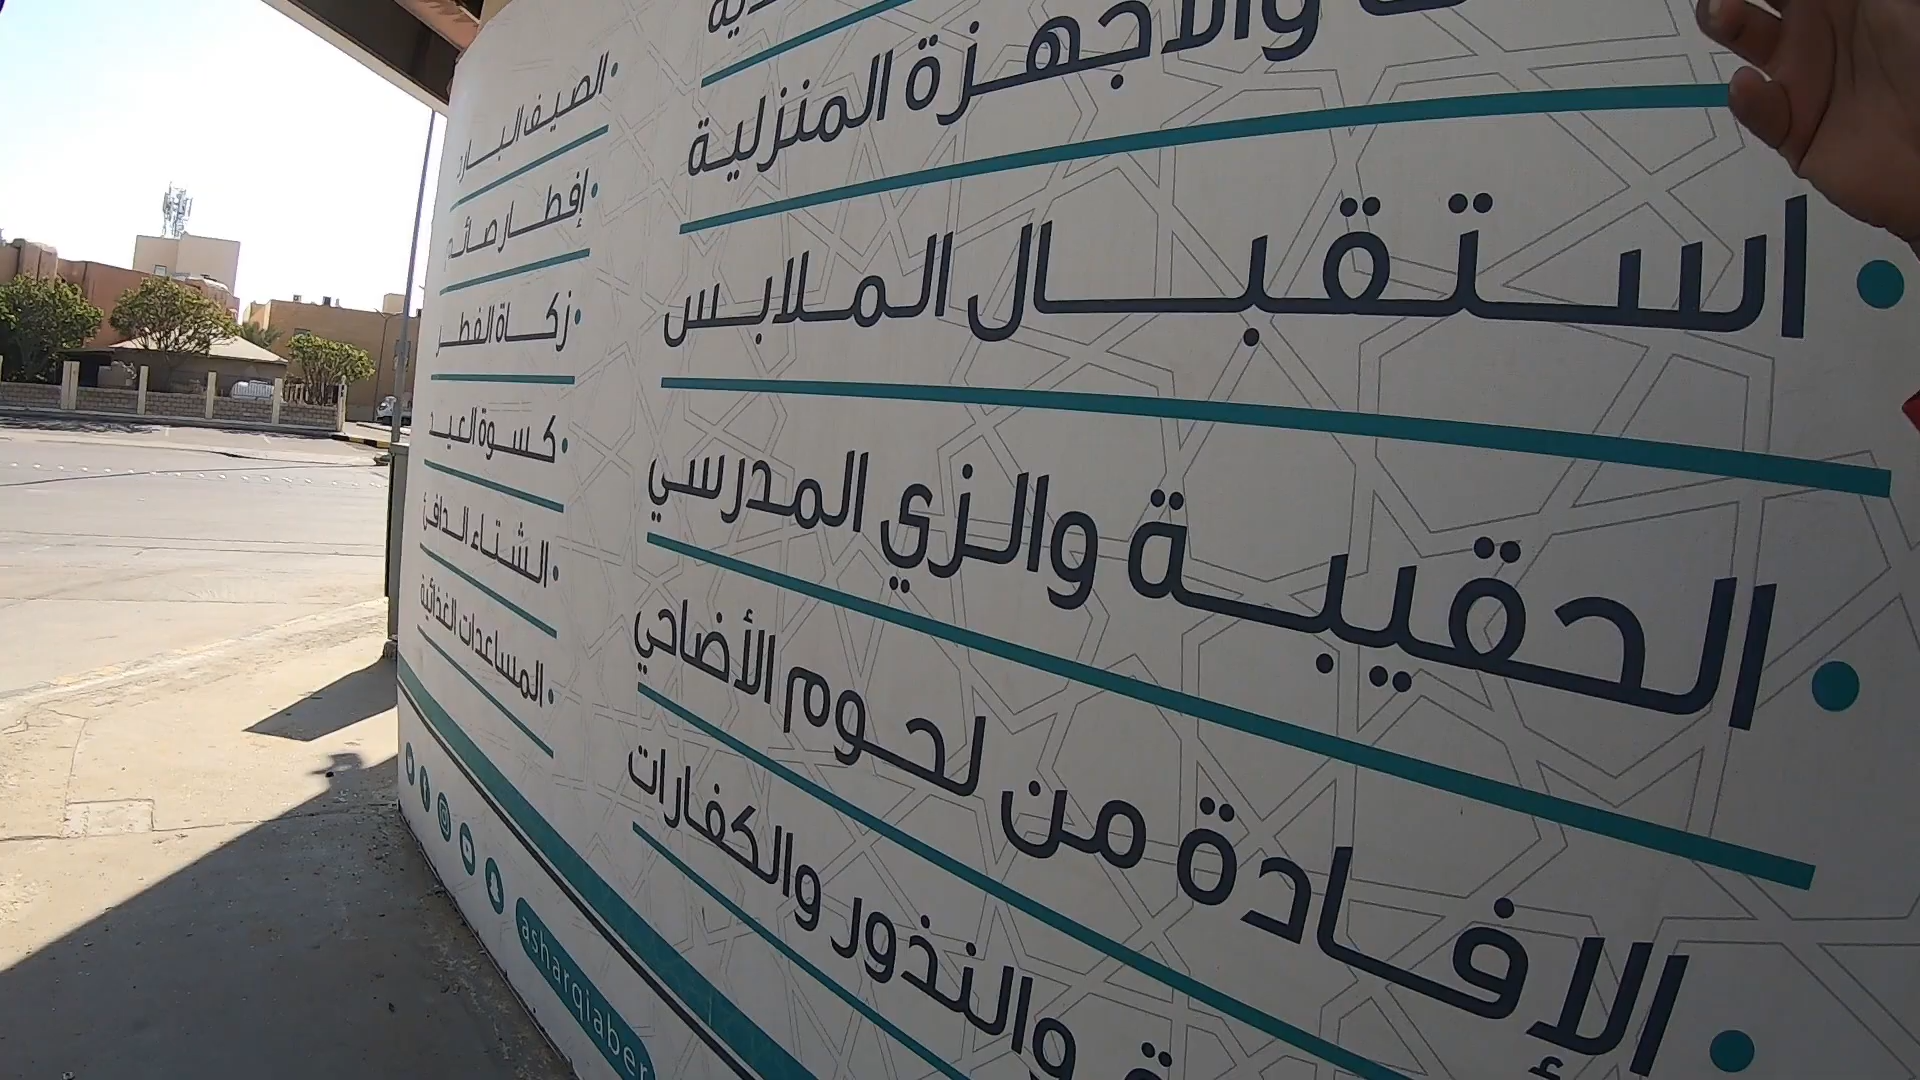 والأجهزة المنزلية
استقبال الملابس
الحقيبة والزي المدرسي
الإفادة من لحوم الأضاحي
والنذور والكفارات
الصيف البارد
إفطار صائم
زكاة الفطر
كسوة العيد
الشتاء الدافئ
المساعدات الغذائية
asharqiaber